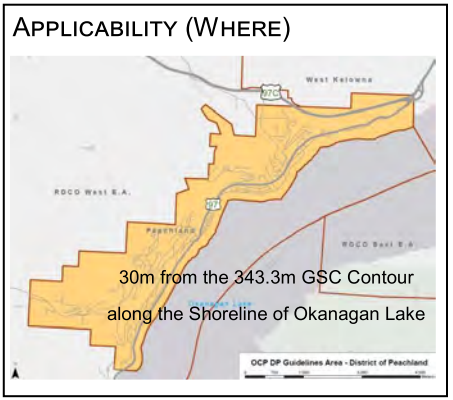 APPLICABILITY (WHERE)
West Kelowna
97C
RDCO West E.A.
97
Peachland
RDCO East E.A.
30m from the 343.3m GSC Contour
Okanagan Lake
along the Shoreline of Okanagan Lake
OCP DP Guidelines Area - District of Peachland